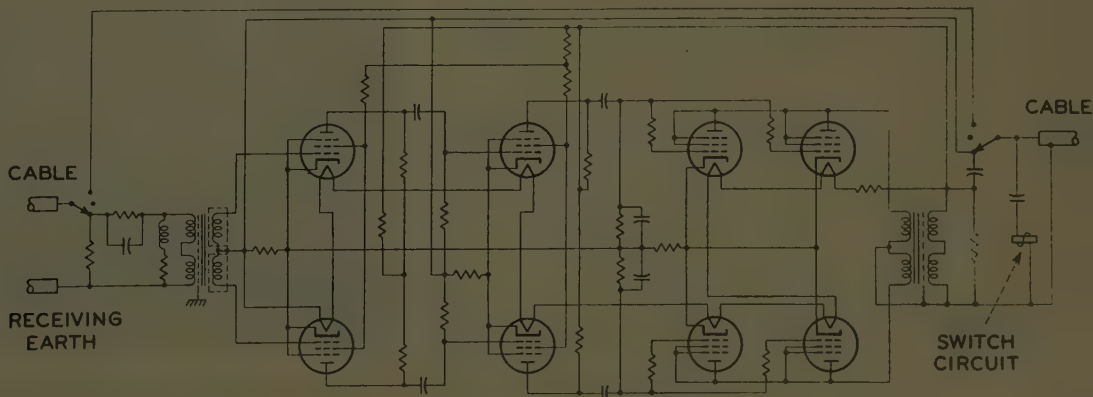 CABLE
CABLE
RECEIVING
EARTH
SWITCH
CIRCUIT